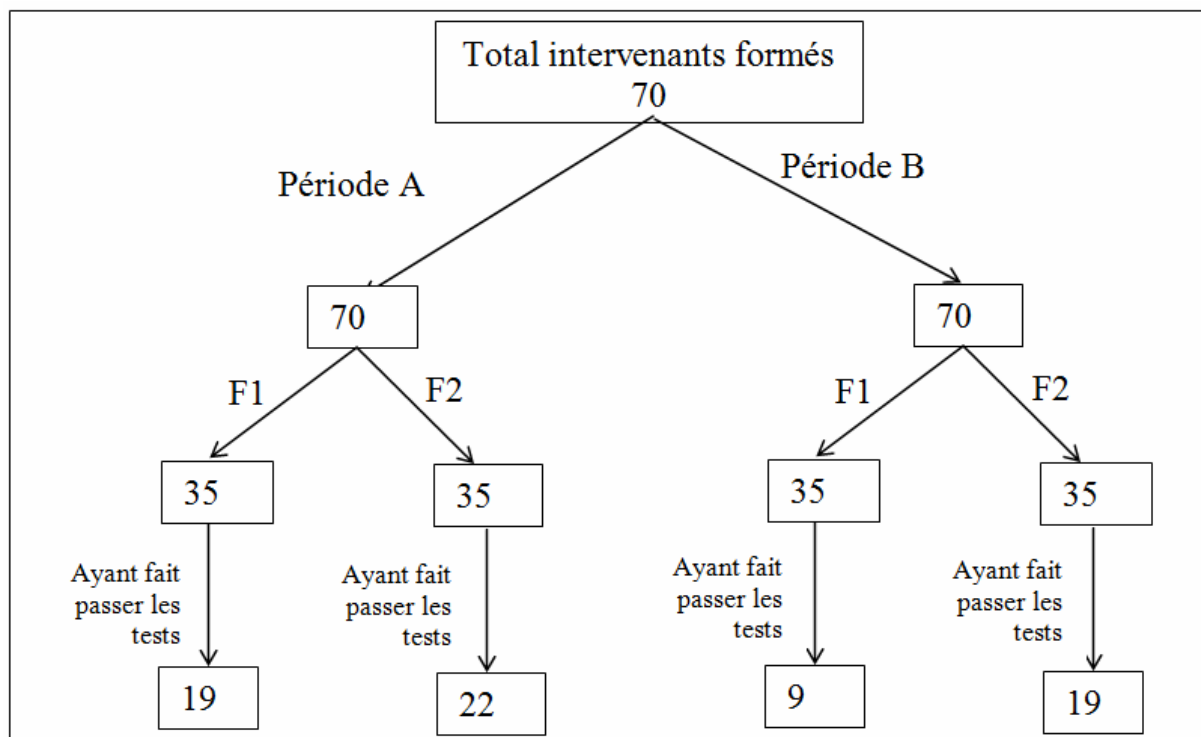 Total intervenants formés
70
Période A
Période B
70
70
F1
F2
F1
F2
35
35
35
35
Ayant fait
passer les
tests
Ayant fait
passer les
tests
Ayant fait
passer les
tests
Ayant fait
passer les
tests
19
22
9
19